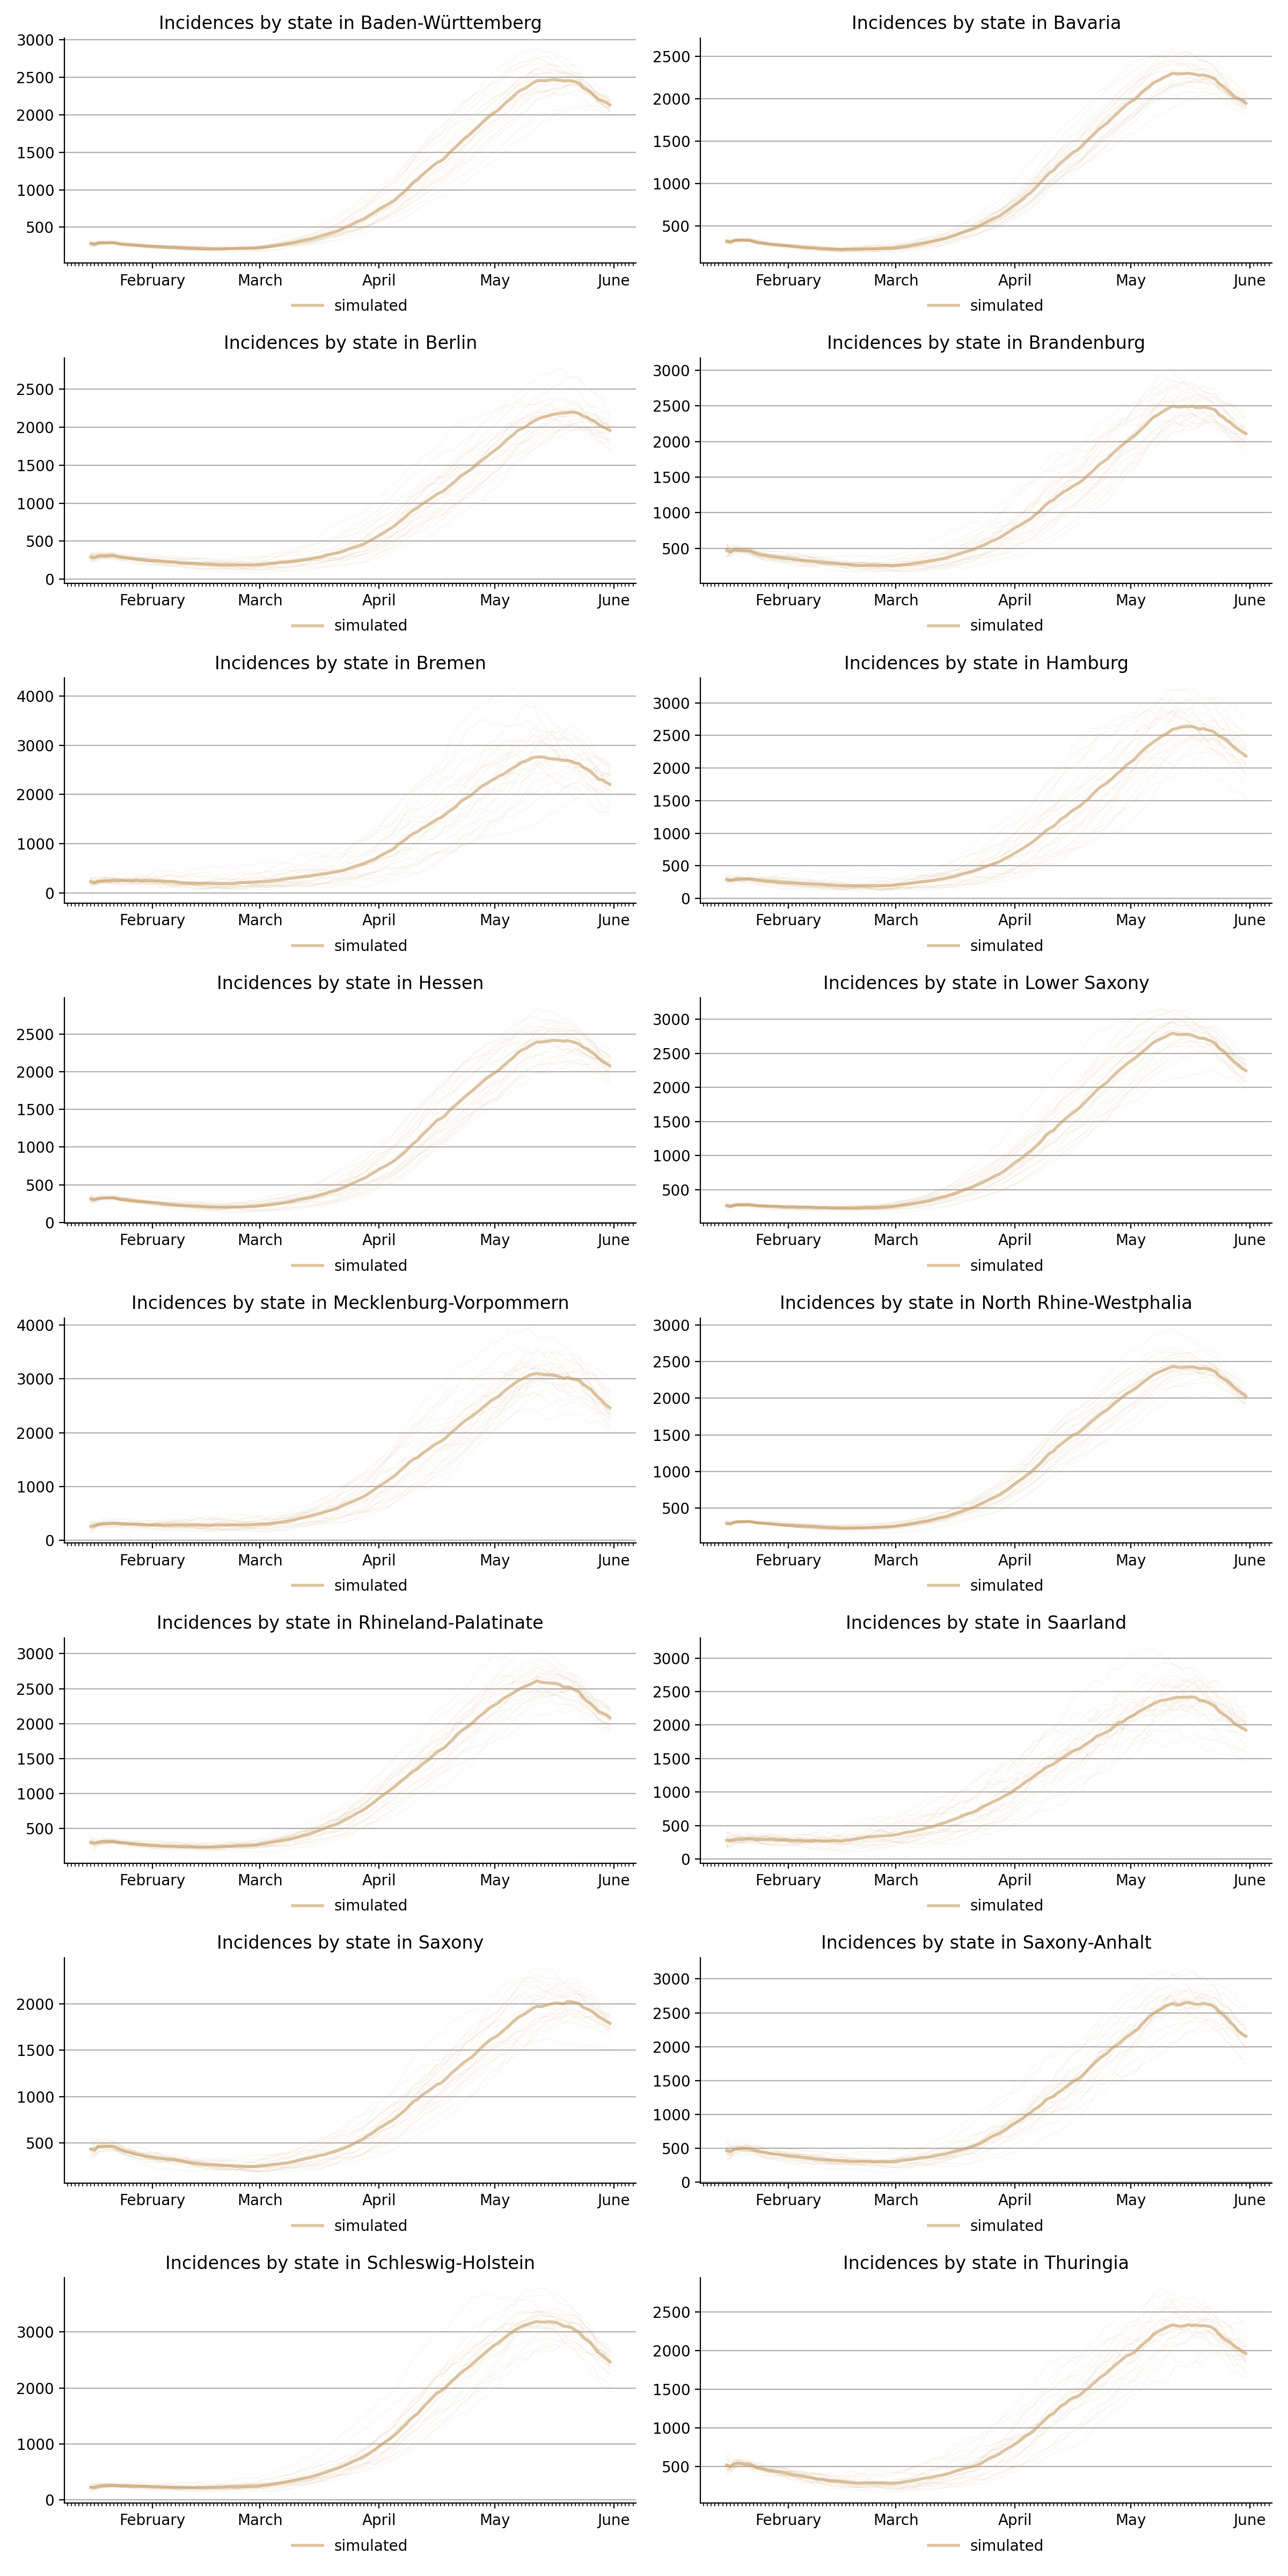 Incidences by state in Baden-Württemberg
3000
2500
2000
1500
1000
500
February March April May June
simulated
Incidences by state in Bavaria
2500
2000
1500
1000
500
February March April May June
simulated
Incidences by state in Berlin
2500
2000
1500
1000
500
0
February March April May June
simulated
Incidences by state in Brandenburg
3000
2500
2000
1500
1000
500
February March April May June
simulated
Incidences by state in Bremen
4000
3000
2000
1000
0
February March April May June
simulated
Incidences by state in Hamburg
3000
2500
2000
1500
1000
500
0
February March April May June
simulated
Incidences by state in Hessen
2500
2000
1500
1000
500
0
February March April May June
simulated
Incidences by state in Lower Saxony
3000
2500
2000
1500
1000
500
February March April May June
simulated
Incidences by state in Mecklenburg-Vorpommern
4000
3000
2000
1000
0
February March April May June
simulated
Incidences by state in North Rhine-Westphalia
3000
2500
2000
1500
1000
500
February March April May June
simulated
Incidences by state in Rhineland-Palatinate
3000
2500
2000
1500
1000
500
February March April May June
simulated
Incidences by state in Saarland
3000
2500
2000
1500
1000
500
0
February March April May June
simulated
Incidences by state in Saxony
2000
1500
1000
500
February March April May June
simulated
Incidences by state in Saxony-Anhalt
3000
2500
2000
1500
1000
500
0
February March April May June
simulated
Incidences by state in Schleswig-Holstein
3000
2000
1000
0
February March April May June
simulated
Incidences by state in Thuringia
2500
2000
1500
1000
500
February March April May June
simulated